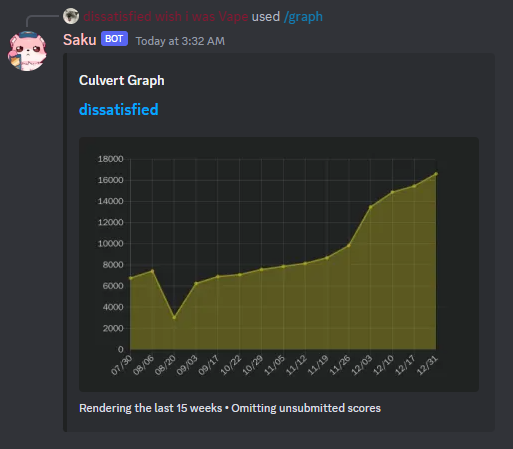 dissatisfied wish i was Vapé used /graph
Saku BOT Today at 3:32 AM
Culvert Graph
dissatisfied
18000
16000
14000
12000
10000
8000
6000
4000
2000
0
07/30 08/06 08/20 09/03 09/17 10/22 10/29 11/05 11/12 11/19 11/26 12/03 12/10 12/17 12/31
Rendering the last 15 weeks • Omitting unsubmitted scores